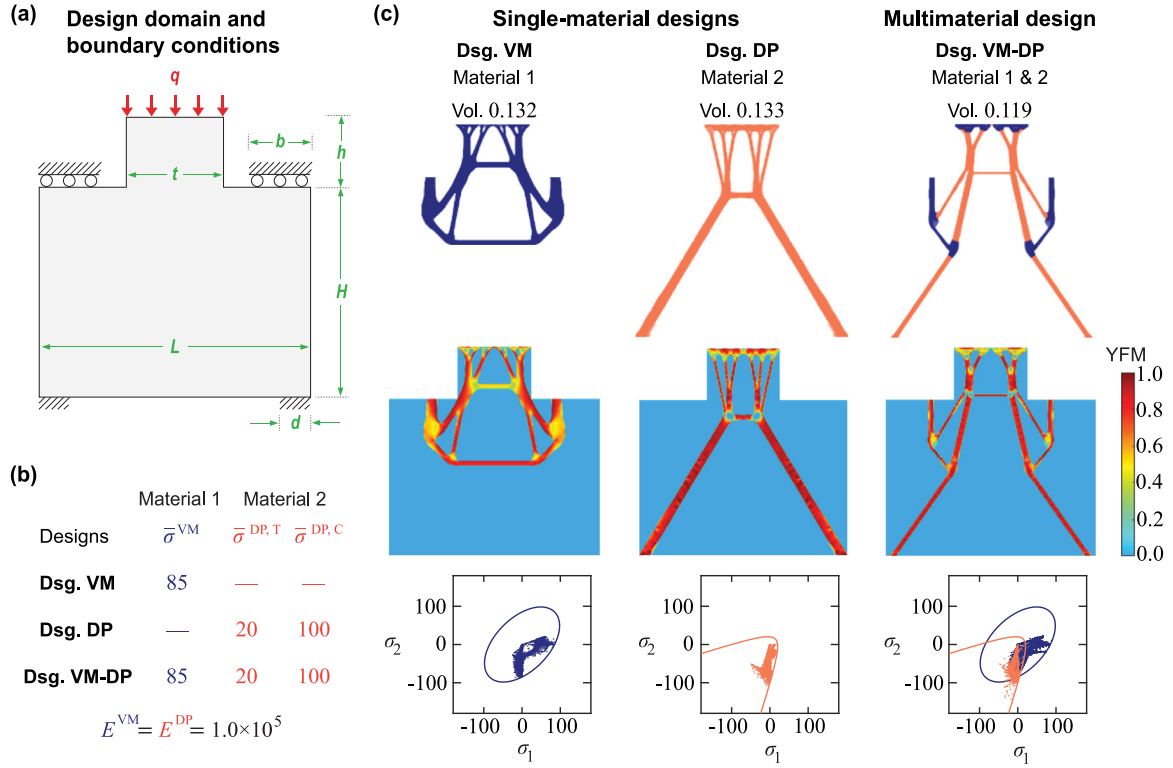 (a)
Design domain and
boundary conditions
q
b
h
t
H
L
d
(b)
Material 1 Material 2
Designs σ̅^VM σ̅^DP, T σ̅^DP, C
Dsg. VM 85 — —
Dsg. DP — 20 100
Dsg. VM-DP 85 20 100
E^VM = E^DP = 1.0×10^5
(c)
Single-material designs Multimaterial design
Dsg. VM Dsg. DP Dsg. VM-DP
Material 1 Material 2 Material 1 & 2
Vol. 0.132 Vol. 0.133 Vol. 0.119
YFM
1.0
0.8
0.6
0.4
0.2
0.0
100 100 100
σ2 0 σ2 0 σ2 0
-100 -100 -100
-100 0 100 -100 0 100 -100 0 100
σ1 σ1 σ1